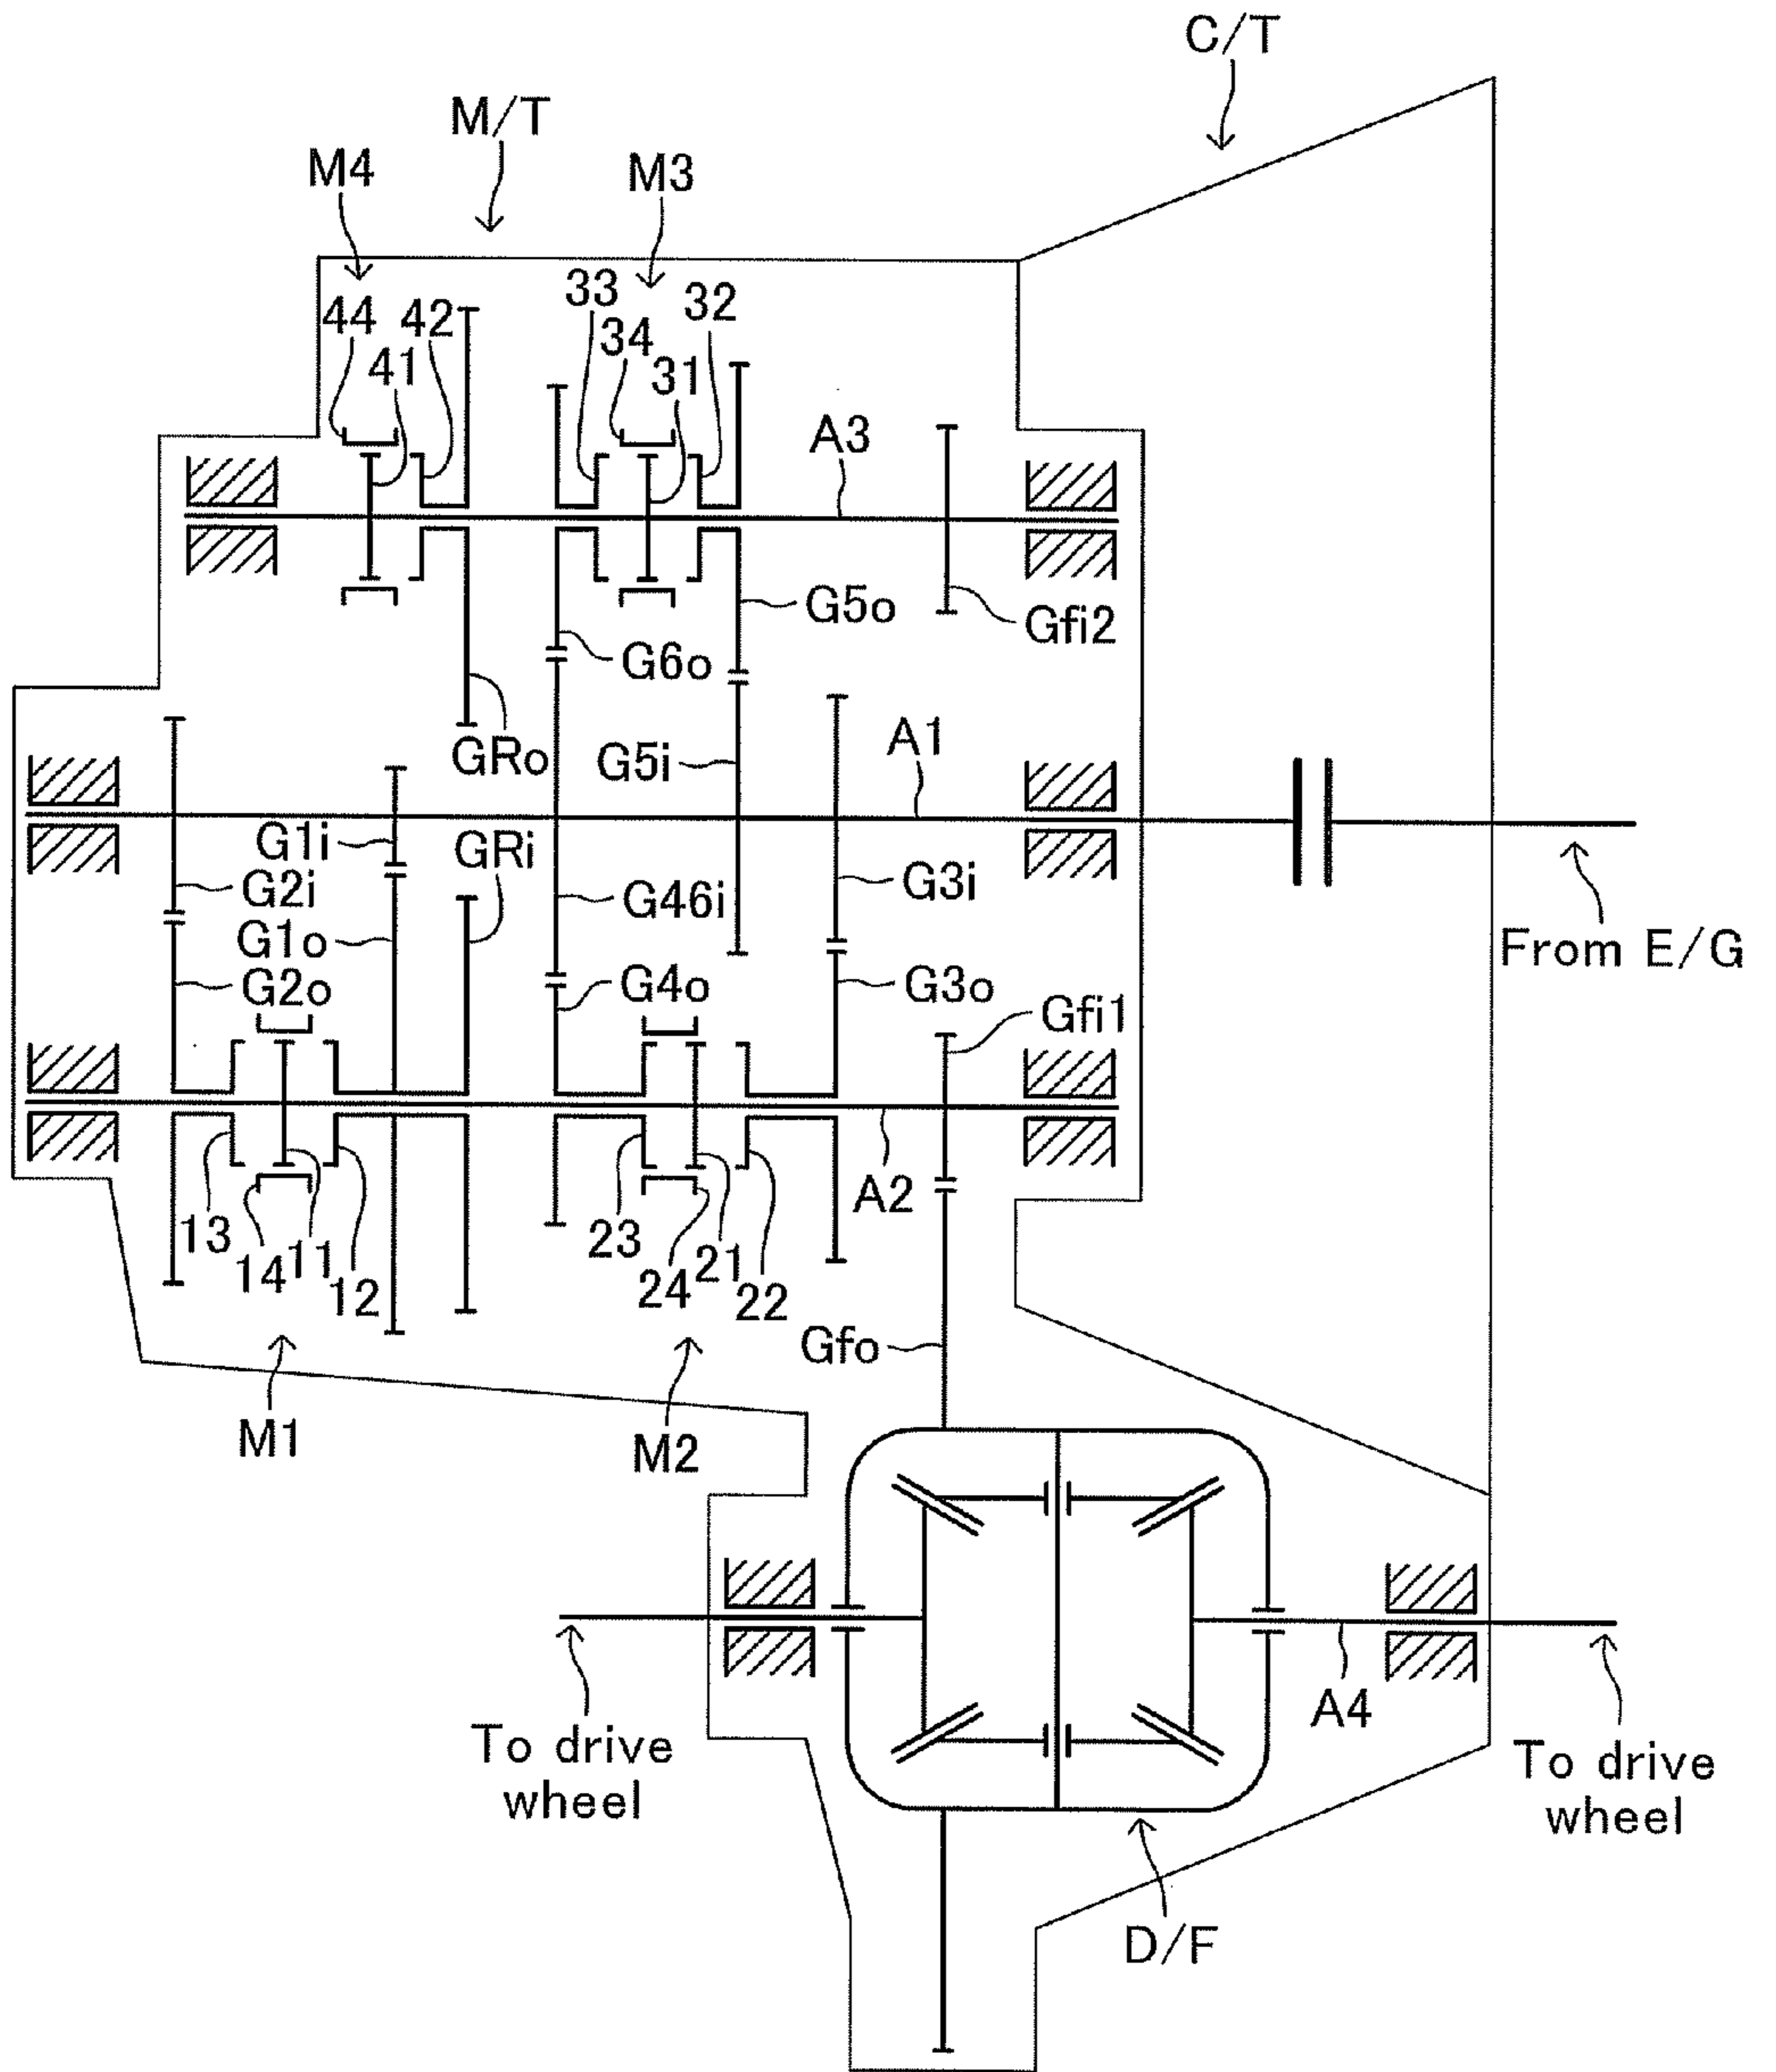 C/T
M/T
M4
M3
33
32
44
42
34
41
31
A3
G5o
Gfi2
G6o
GRo
G5i
A1
G1i
GRi
G2i
G3i
G46i
G1o
From E/G
G2o
G4o
G3o
Gfi1
A2
13
14
11
12
23
24
21
22
Gfo
M1
M2
A4
To drive
wheel
To drive
wheel
D/F